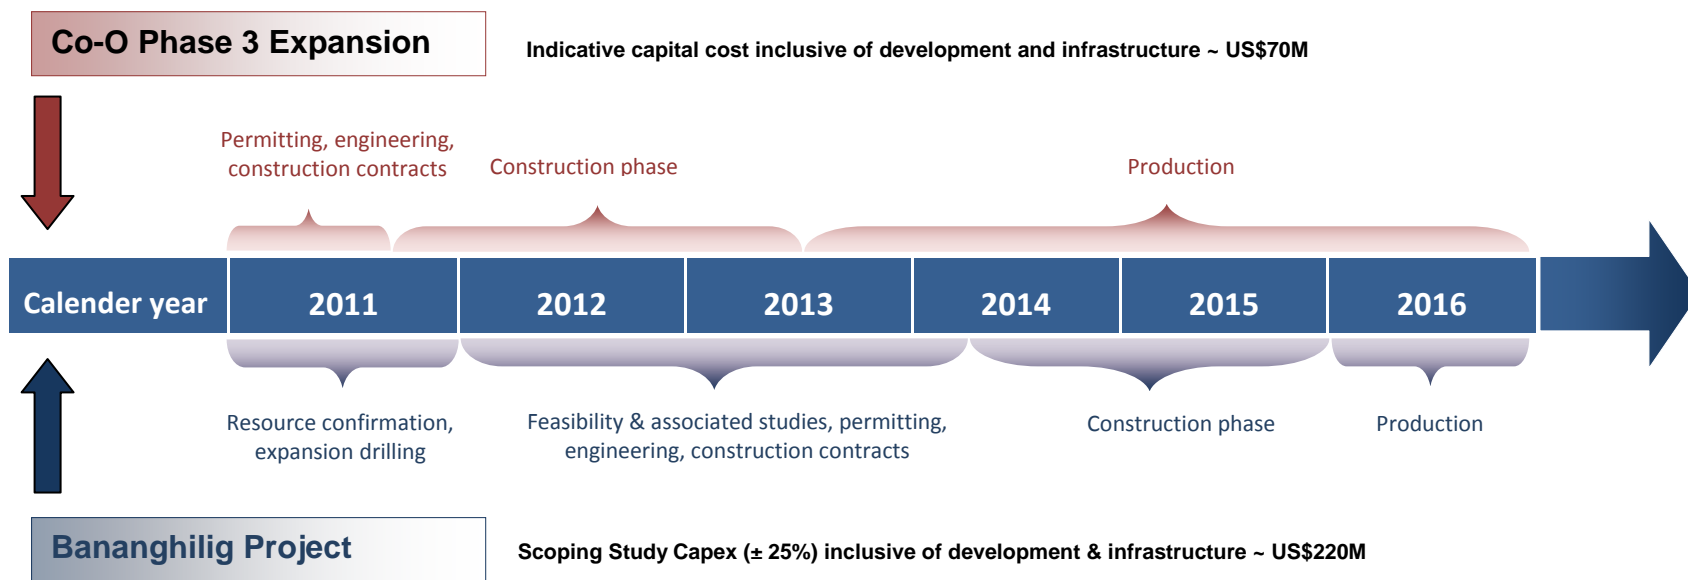 Co-O Phase 3 Expansion
Indicative capital cost inclusive of development and infrastructure ~ US$70M
Permitting, engineering,
construction contracts
Construction phase
Production
Calender year
2011
2012
2013
2014
2015
2016
Resource confirmation,
expansion drilling
Feasibility & associated studies, permitting,
engineering, construction contracts
Construction phase
Production
Bananghilig Project
Scoping Study Capex (± 25%) inclusive of development & infrastructure ~ US$220M